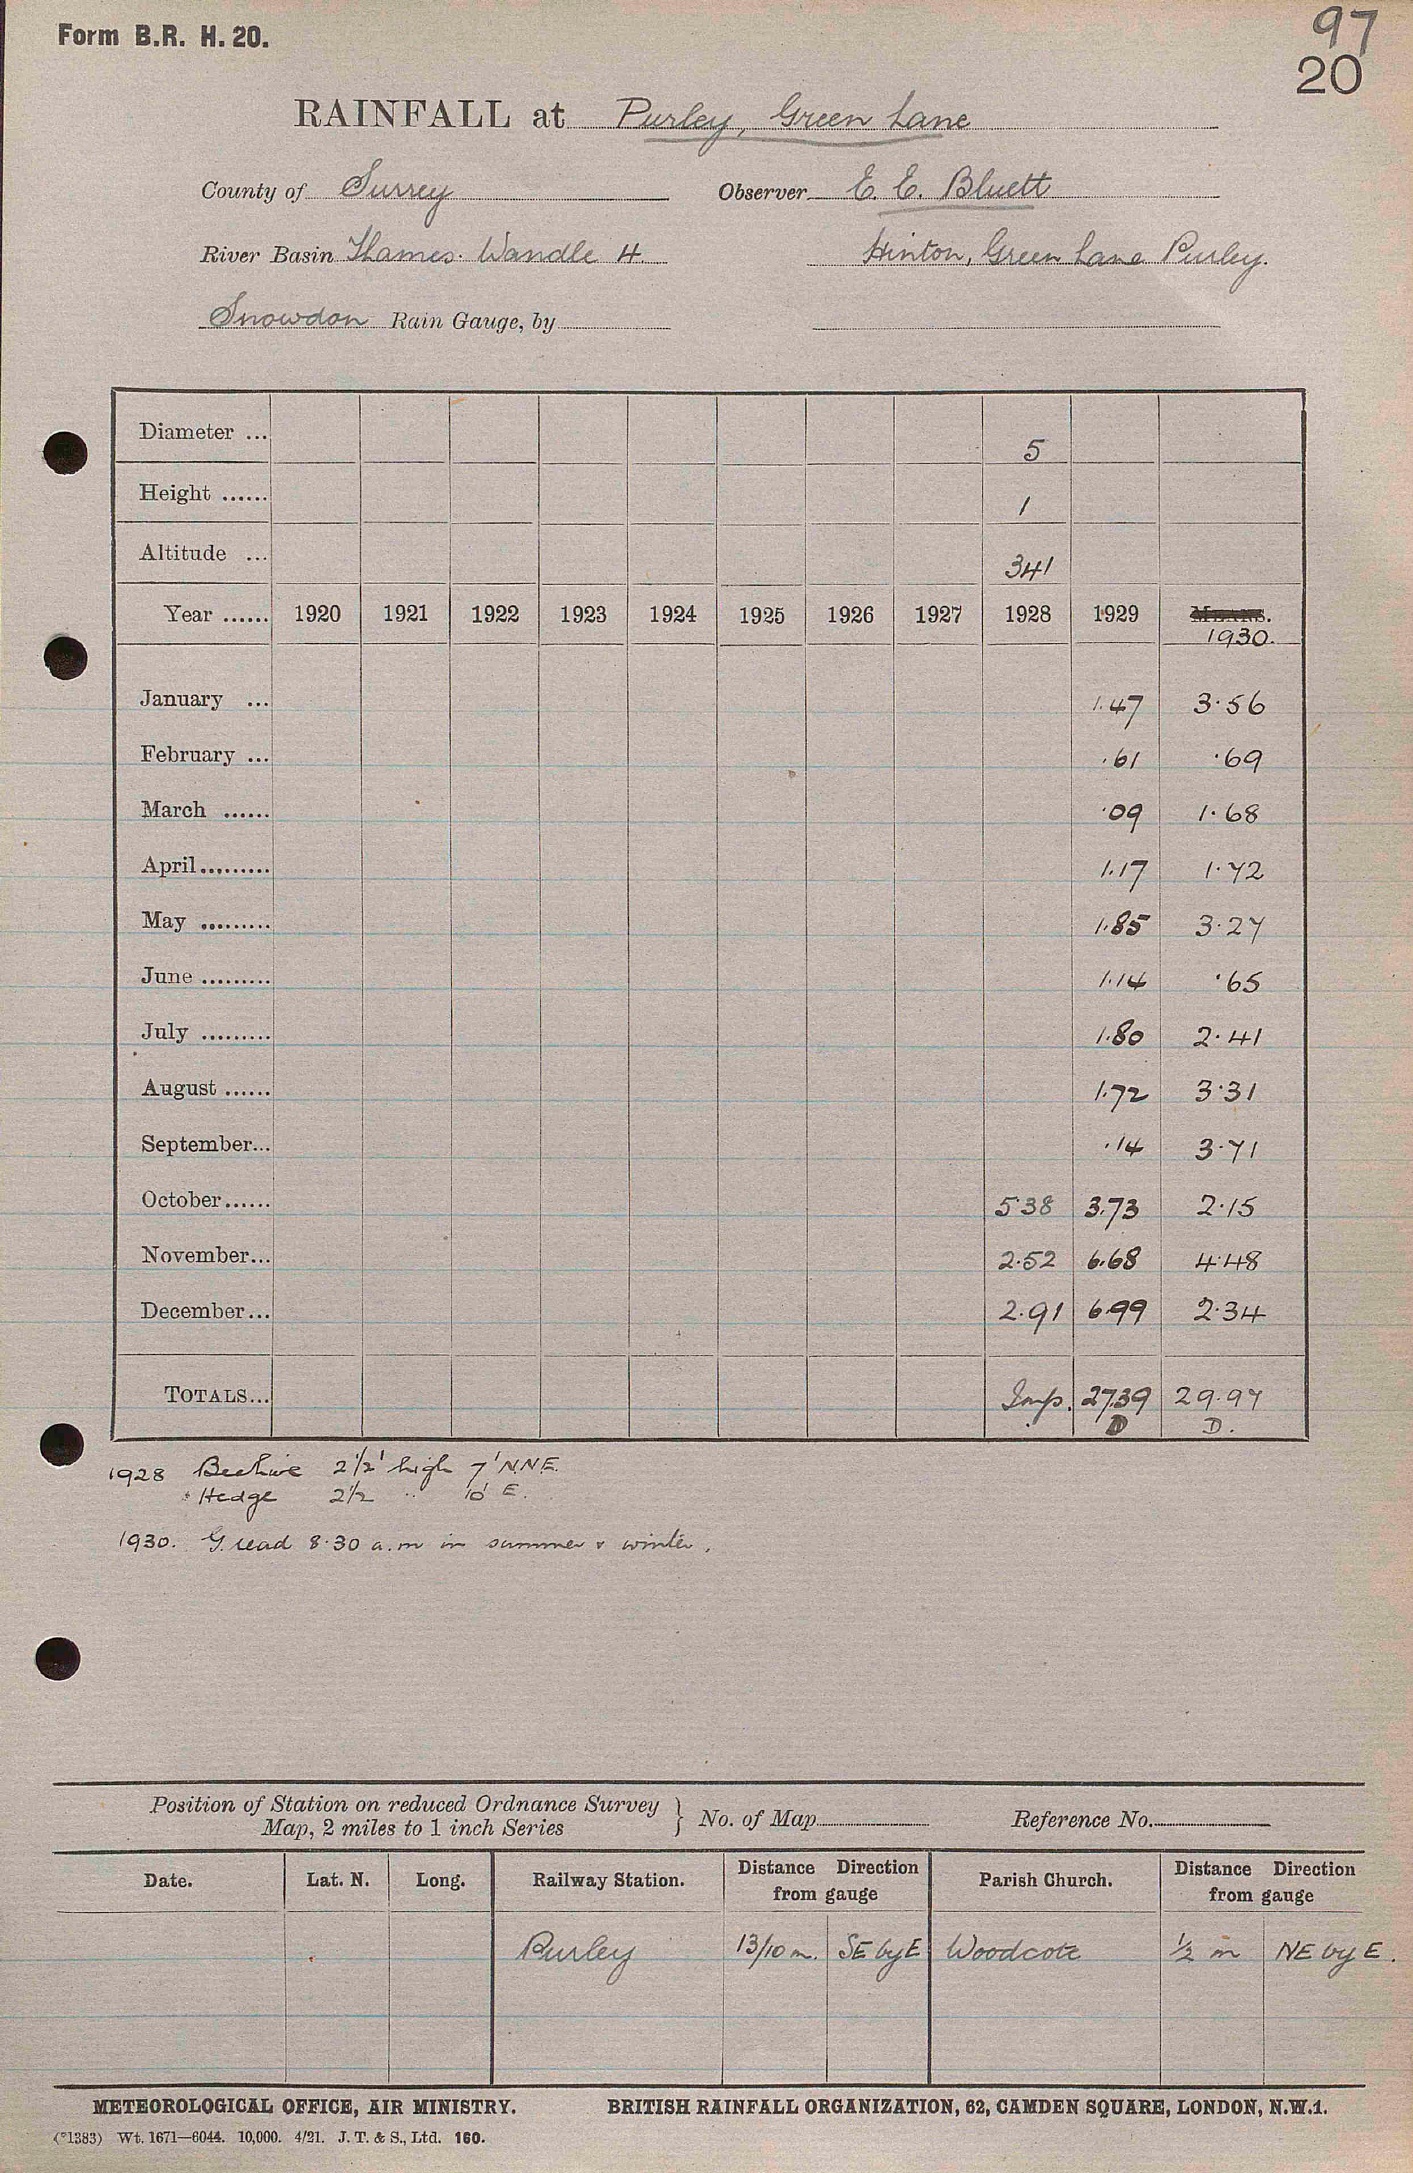 Form B.R. H. 20.
97
20
RAINFALL at Purley, Green Lane
County of Surrey Observer E. E. Bluett
River Basin Thames. Wandle 4. Hinton, Green Lane Purley.
Snowdon Rain Gauge, by
Diameter ... 5
Height ...... 1
Altitude ... 341
Year ...... 1920 1921 1922 1923 1924 1925 1926 1927 1928 1929 MEANS.
1930.
January ... 1.47 3.56
February ... .61 .69
March ...... .09 1.68
April......... 1.17 1.72
May ......... 1.85 3.27
June ......... 1.14 .65
July ......... 1.80 2.41
August ...... 1.72 3.31
September... .14 3.71
October...... 5.38 3.73 2.15
November... 2.52 6.68 4.48
December... 2.91 6.99 2.34
TOTALS... Imp. 27.39 29.97
D D.
1928 Beehive 2 1/2' high 7' N.N.E.
Hedge 2 1/2 " 10' E.
1930. G. read 8.30 a.m in summer & winter.
Position of Station on reduced Ordnance Survey
Map, 2 miles to 1 inch Series } No. of Map Reference No.
Date. Lat. N. Long. Railway Station. Distance Direction from gauge Parish Church. Distance Direction from gauge
Purley 13/10 m. SE by E Woodcote 1/2 m NE by E.
METEOROLOGICAL OFFICE, AIR MINISTRY. BRITISH RAINFALL ORGANIZATION, 62, CAMDEN SQUARE, LONDON, N.W.1.
(*1383) Wt. 1671—6044. 10,000. 4/21. J. T. & S., Ltd. 160.